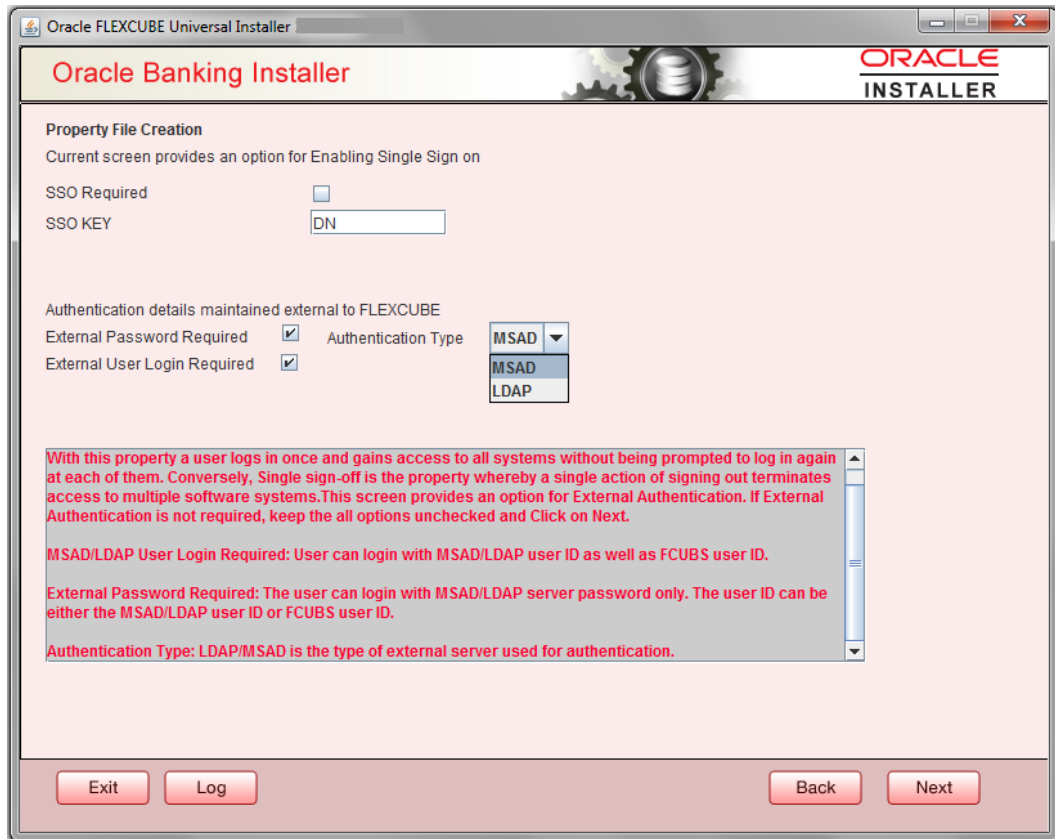 Oracle FLEXCUBE Universal Installer
Oracle Banking Installer
ORACLE
INSTALLER
Property File Creation
Current screen provides an option for Enabling Single Sign on
SSO Required
SSO KEY DN
Authentication details maintained external to FLEXCUBE
External Password Required Authentication Type MSAD
External User Login Required MSAD
LDAP
With this property a user logs in once and gains access to all systems without being prompted to log in again
at each of them. Conversely, Single sign-off is the property whereby a single action of signing out terminates
access to multiple software systems.This screen provides an option for External Authentication. If External
Authentication is not required, keep the all options unchecked and Click on Next.
MSAD/LDAP User Login Required: User can login with MSAD/LDAP user ID as well as FCUBS user ID.
External Password Required: The user can login with MSAD/LDAP server password only. The user ID can be
either the MSAD/LDAP user ID or FCUBS user ID.
Authentication Type: LDAP/MSAD is the type of external server used for authentication.
Exit Log Back Next